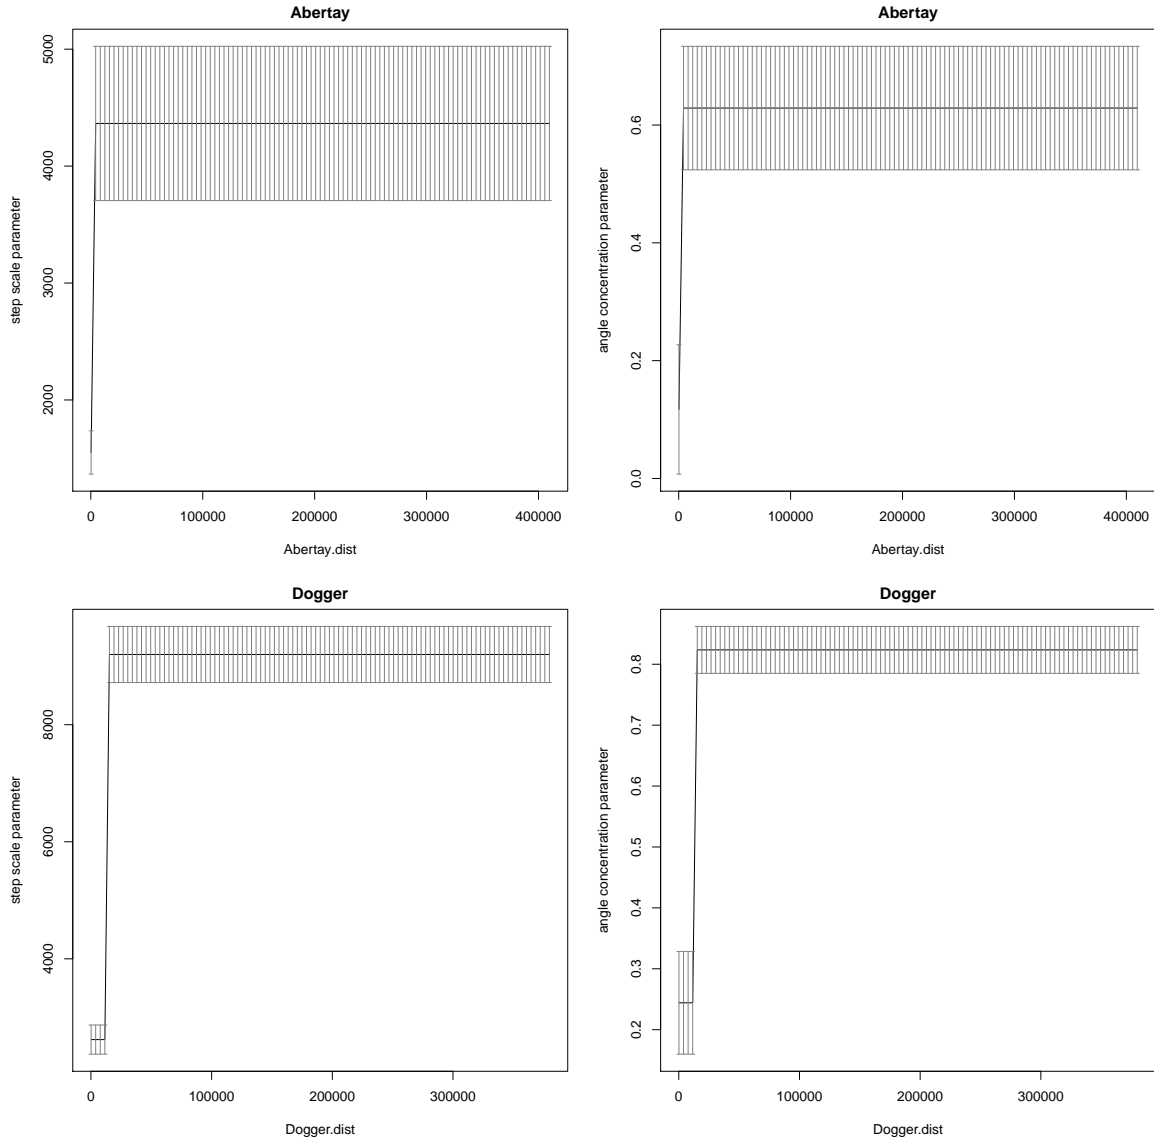 Abertay
step scale parameter
5000
4000
3000
2000
0 100000 200000 300000 400000
Abertay.dist
Abertay
angle concentration parameter
0.6
0.4
0.2
0.0
0 100000 200000 300000 400000
Abertay.dist
Dogger
step scale parameter
8000
6000
4000
0 100000 200000 300000
Dogger.dist
Dogger
angle concentration parameter
0.8
0.7
0.6
0.5
0.4
0.3
0.2
0 100000 200000 300000
Dogger.dist